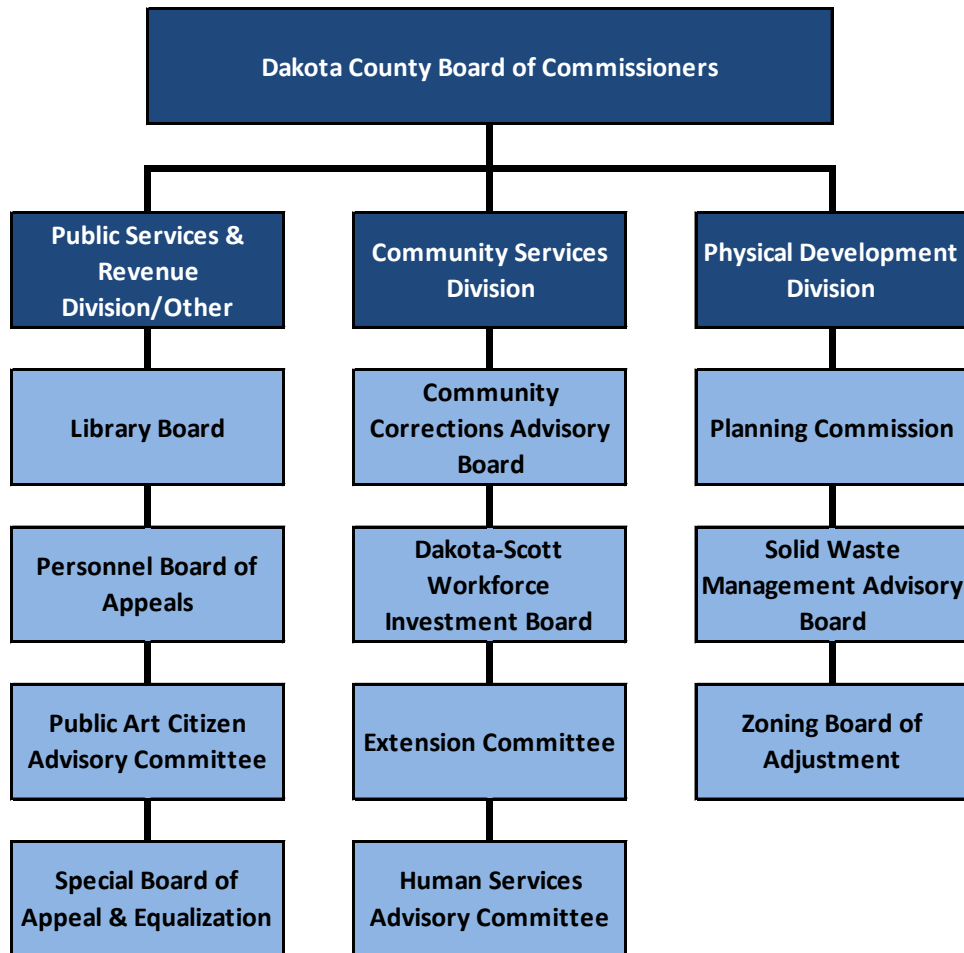 Dakota County Board of Commissioners
Public Services &
Revenue
Division/Other
Community Services
Division
Physical Development
Division
Library Board
Community
Corrections Advisory
Board
Planning Commission
Personnel Board of
Appeals
Dakota-Scott
Workforce
Investment Board
Solid Waste
Management Advisory
Board
Public Art Citizen
Advisory Committee
Extension Committee
Zoning Board of
Adjustment
Special Board of
Appeal & Equalization
Human Services
Advisory Committee